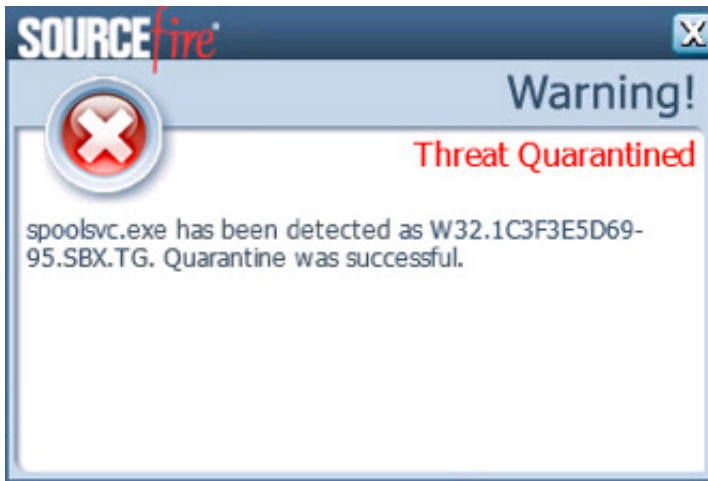 SOURCEfire
Warning!
Threat Quarantined
spoolsvc.exe has been detected as W32.1C3F3E5D69-
95.SBX.TG. Quarantine was successful.